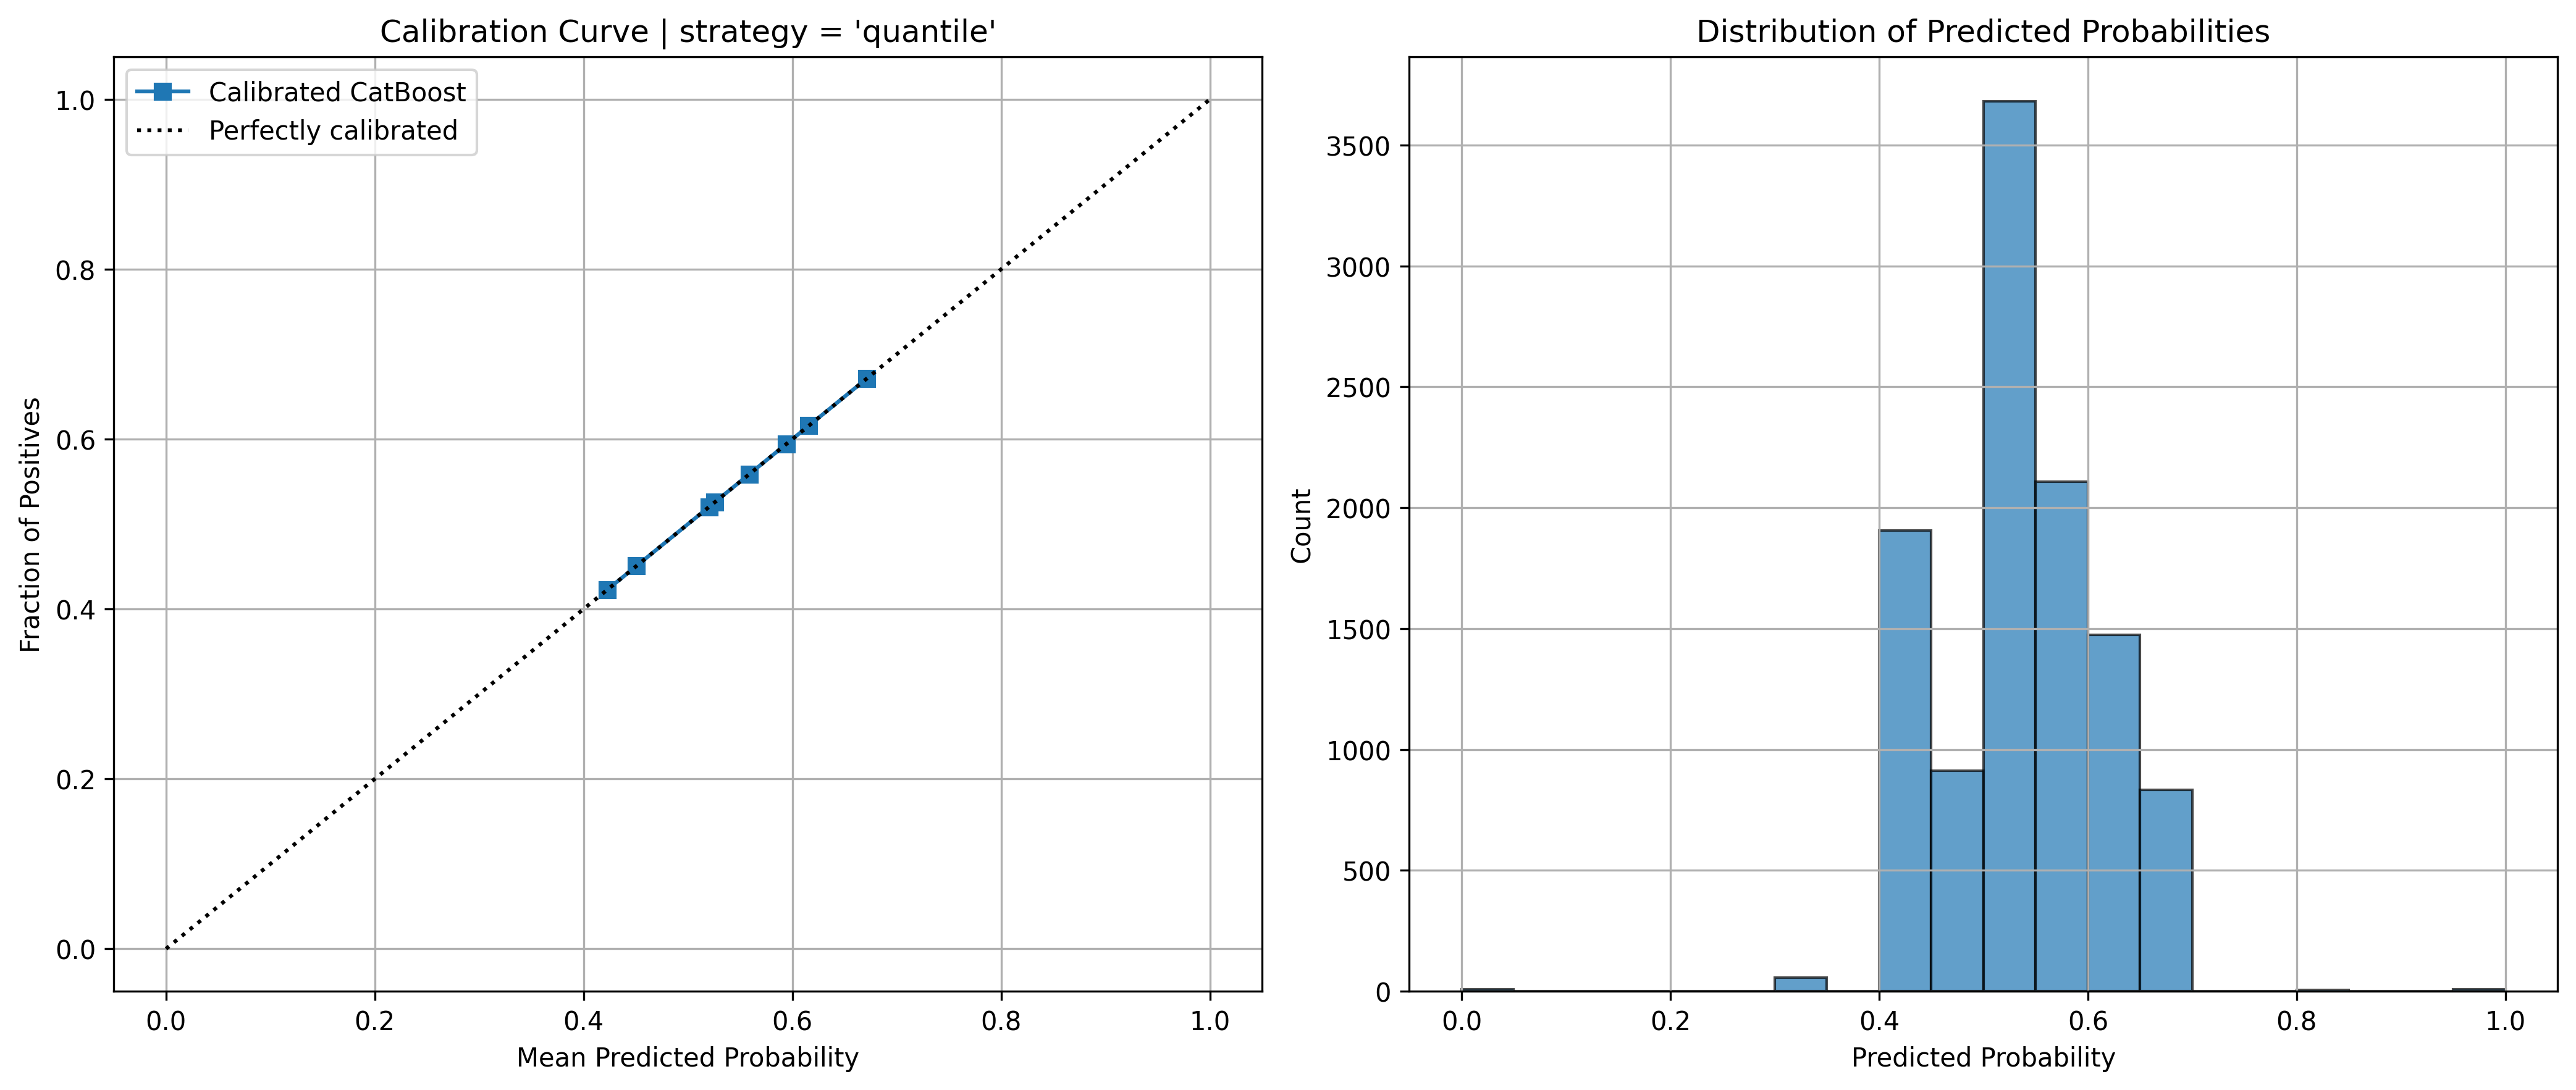 Calibration Curve | strategy = 'quantile'
Calibrated CatBoost
Perfectly calibrated
1.0
0.8
0.6
0.4
0.2
0.0
Fraction of Positives
0.0 0.2 0.4 0.6 0.8 1.0
Mean Predicted Probability
Distribution of Predicted Probabilities
3500
3000
2500
2000
1500
1000
500
0
Count
0.0 0.2 0.4 0.6 0.8 1.0
Predicted Probability